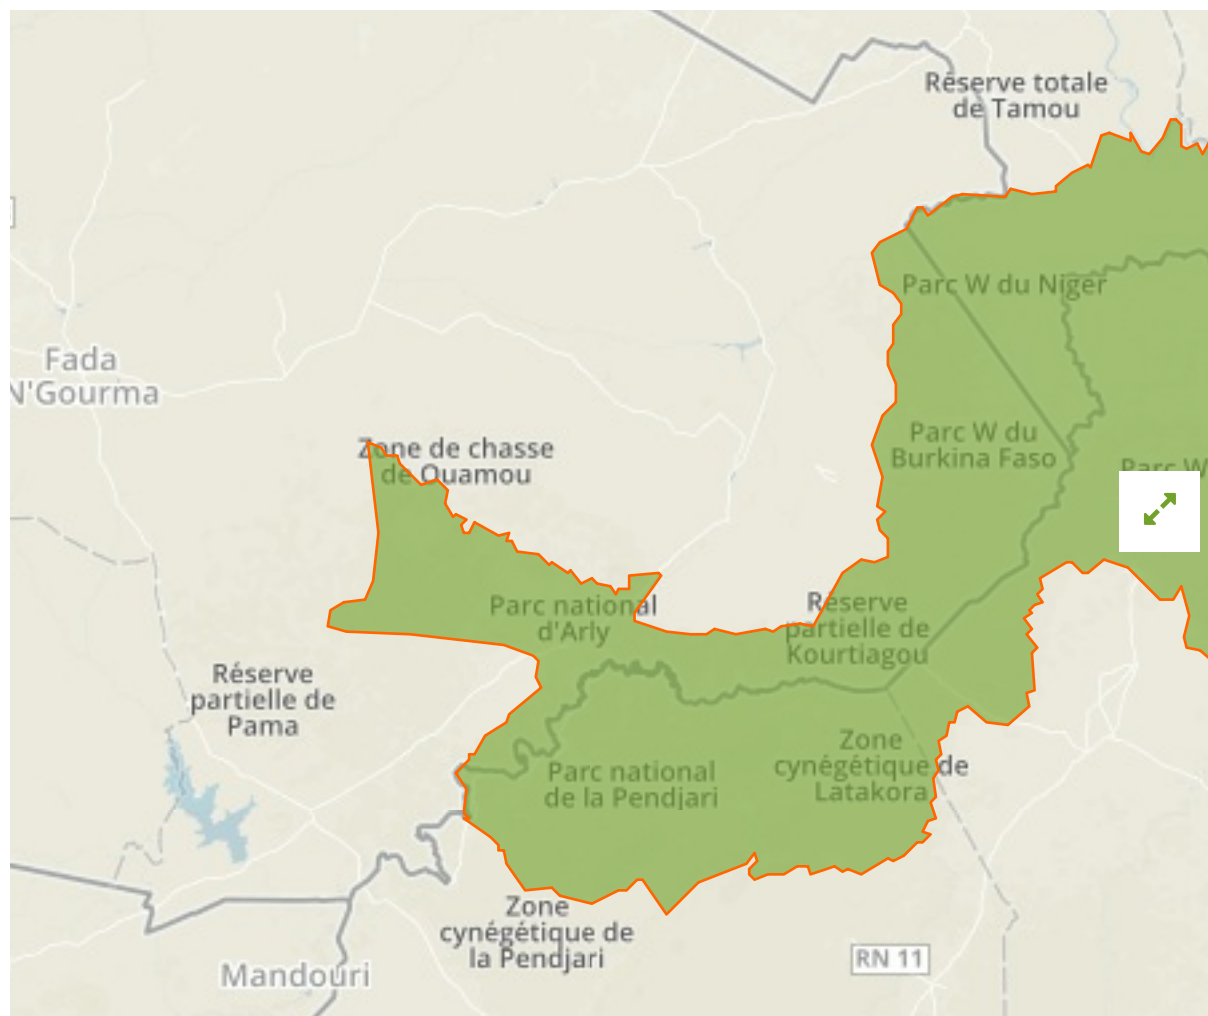 Réserve totale
de Tamou
Parc W du Niger
Fada
N'Gourma
Parc W du
Burkina Faso
Zone de chasse
de Ouamou
Parc W
Parc national
d'Arly
Réserve
partielle de
Kourtiagou
Réserve
partielle de
Pama
Zone
cynégétique de
Latakora
Parc national
de la Pendjari
Zone
cynégétique de
la Pendjari
RN 11
Mandouri